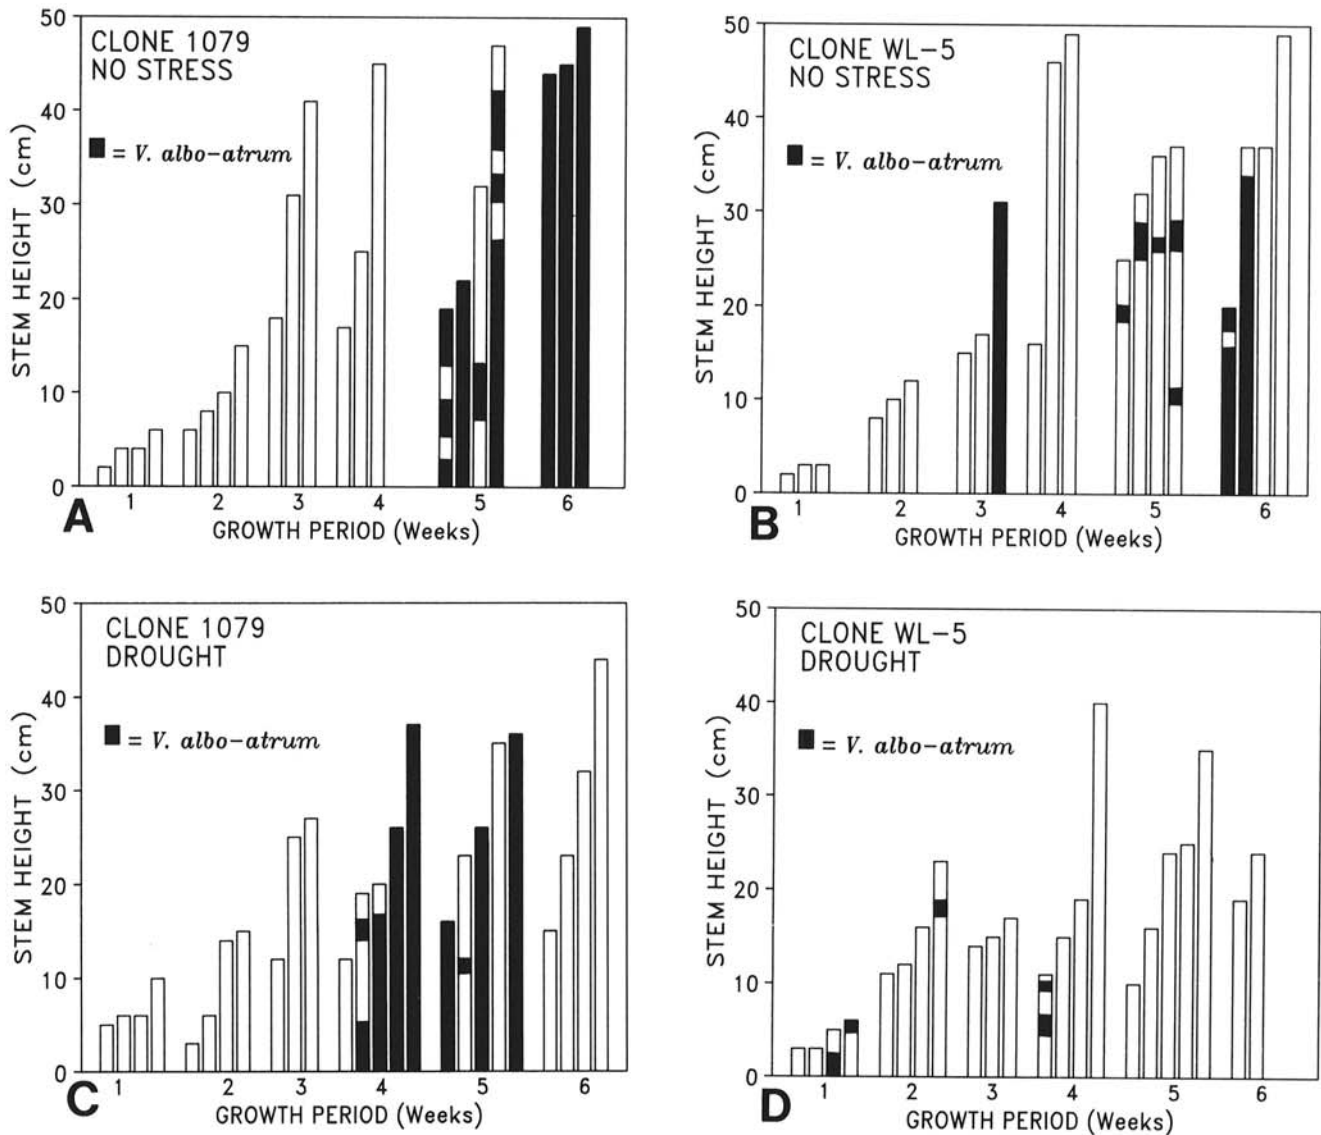 CLONE 1079
NO STRESS
= V. albo-atrum
STEM HEIGHT (cm)
50
40
30
20
10
0
1 2 3 4 5 6
GROWTH PERIOD (Weeks)
A
CLONE WL-5
NO STRESS
= V. albo-atrum
STEM HEIGHT (cm)
50
40
30
20
10
0
1 2 3 4 5 6
GROWTH PERIOD (Weeks)
B
CLONE 1079
DROUGHT
= V. albo-atrum
STEM HEIGHT (cm)
50
40
30
20
10
0
1 2 3 4 5 6
GROWTH PERIOD (Weeks)
C
CLONE WL-5
DROUGHT
= V. albo-atrum
STEM HEIGHT (cm)
50
40
30
20
10
0
1 2 3 4 5 6
GROWTH PERIOD (Weeks)
D